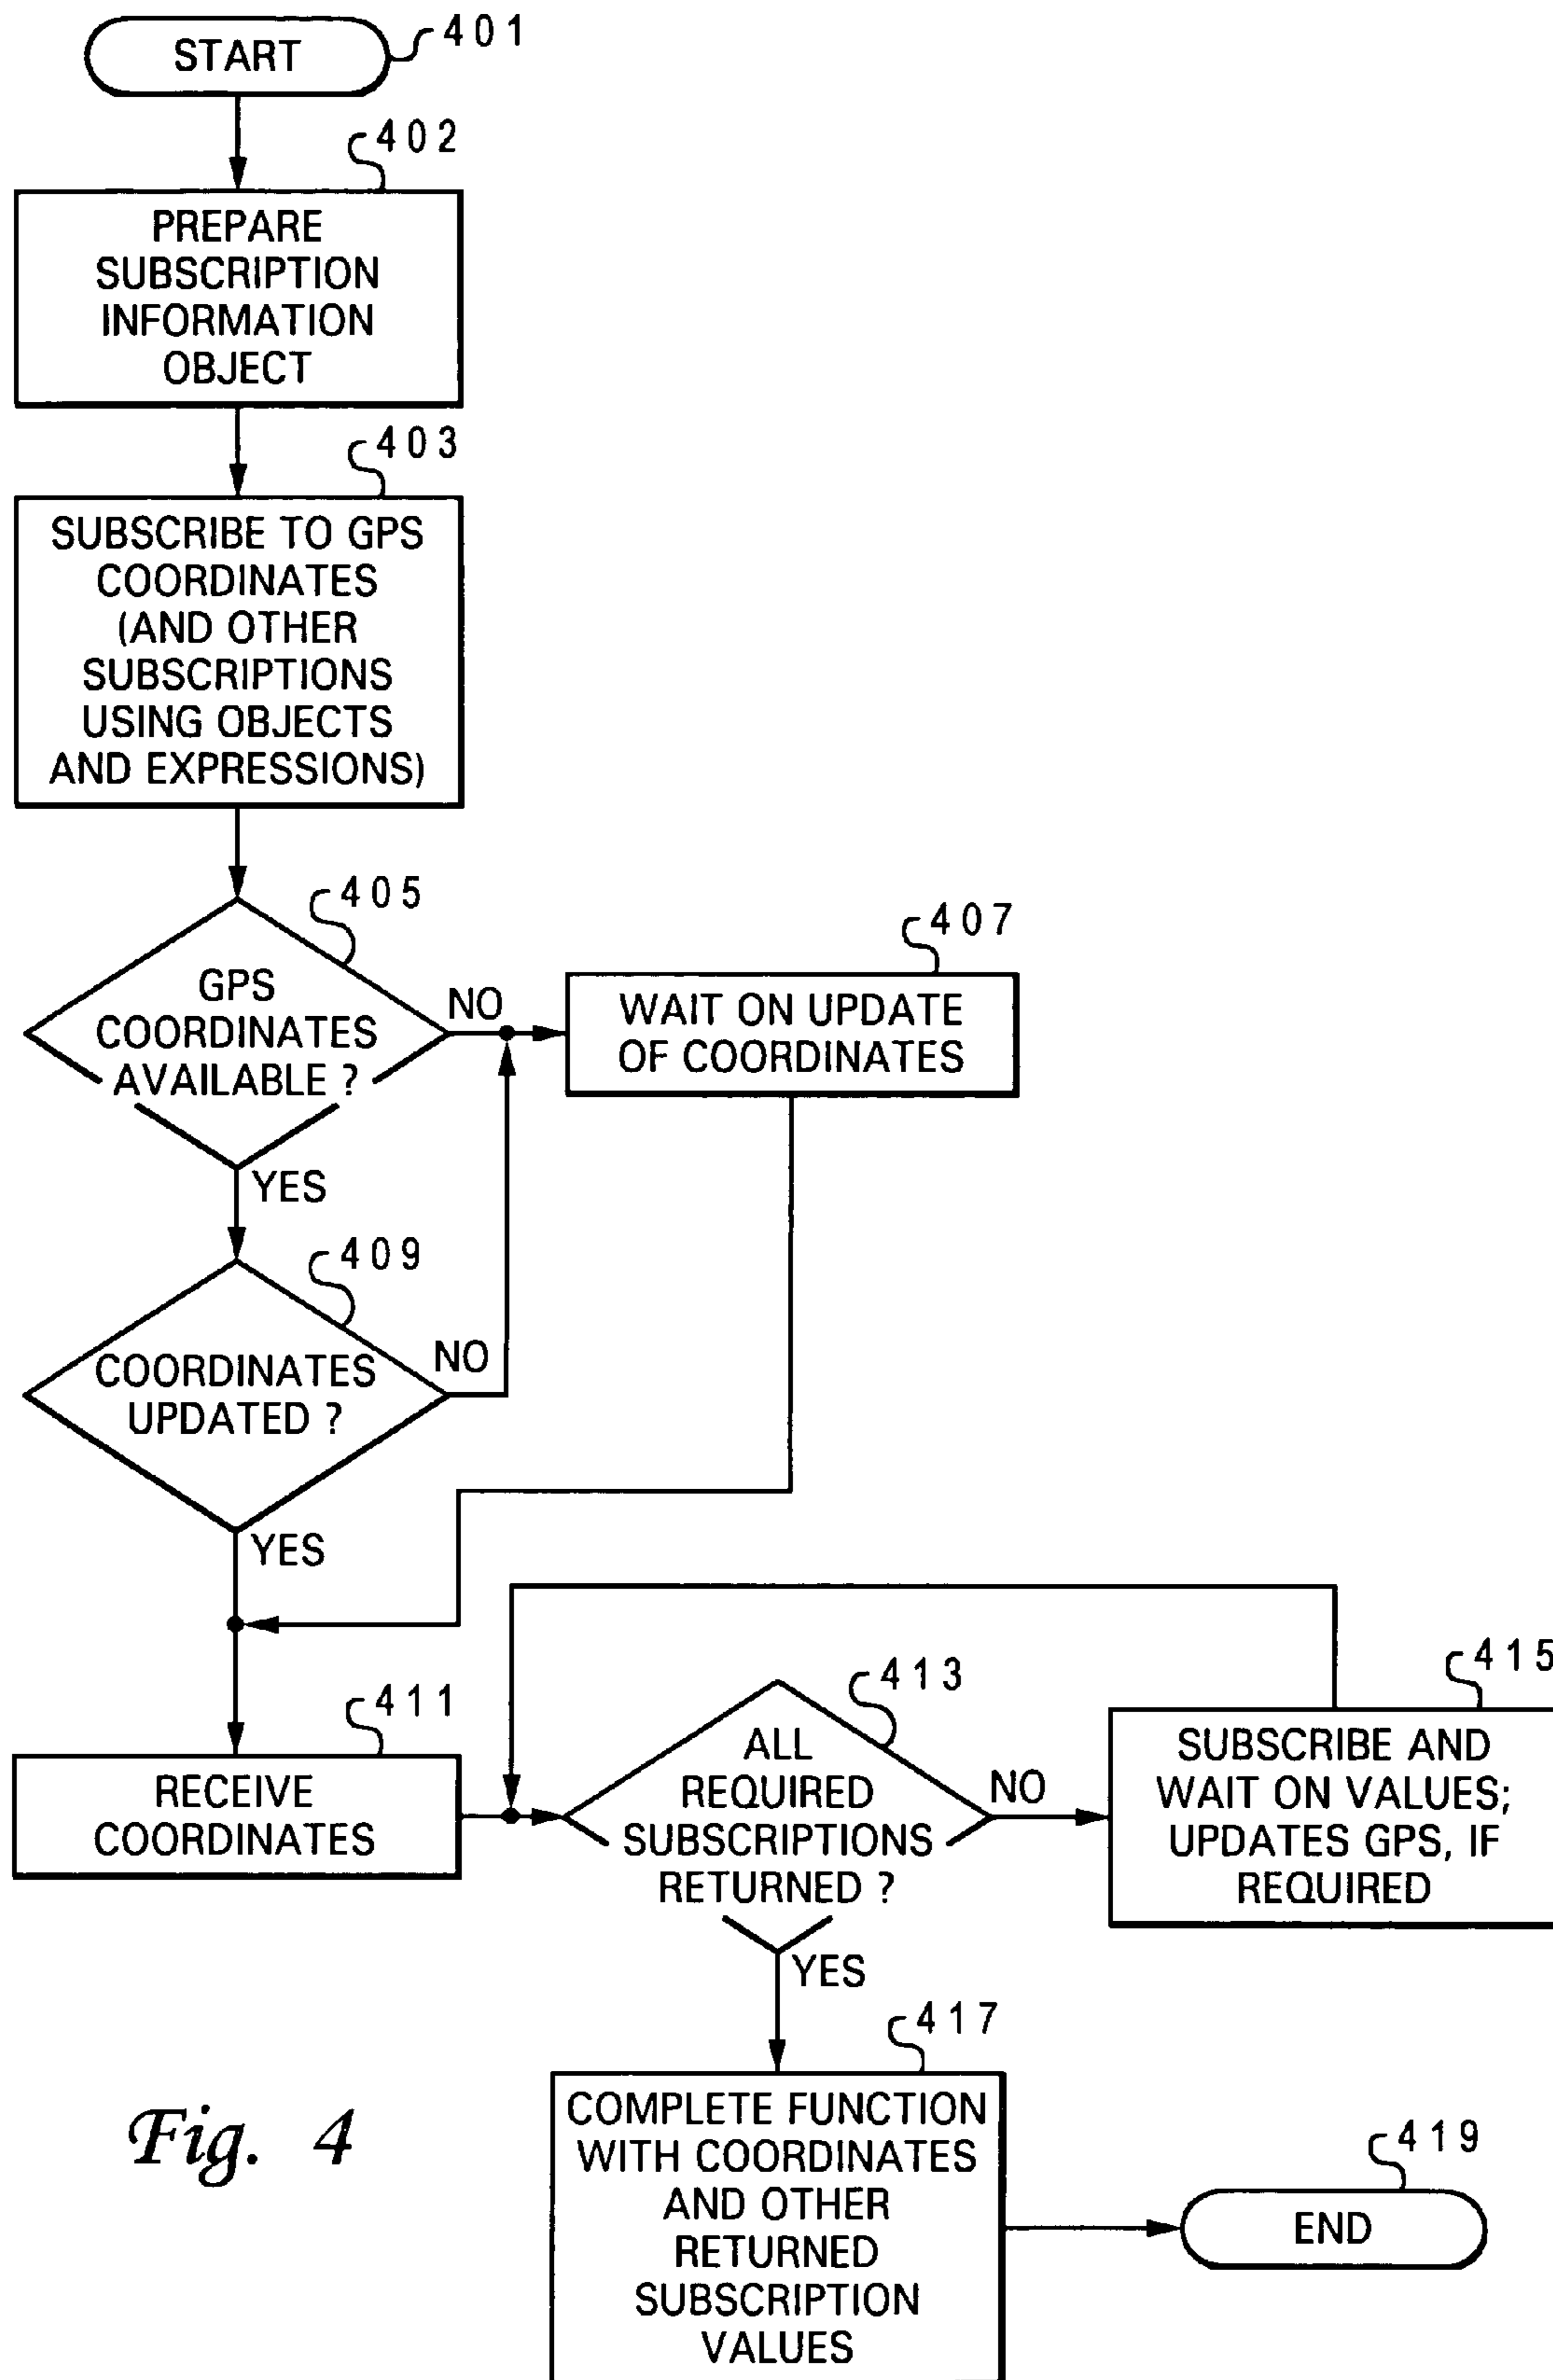 START
401
402
PREPARE
SUBSCRIPTION
INFORMATION
OBJECT
403
SUBSCRIBE TO GPS
COORDINATES
(AND OTHER
SUBSCRIPTIONS
USING OBJECTS
AND EXPRESSIONS)
405
GPS
COORDINATES
AVAILABLE ?
NO
YES
407
WAIT ON UPDATE
OF COORDINATES
409
COORDINATES
UPDATED ?
NO
YES
411
RECEIVE
COORDINATES
413
ALL
REQUIRED
SUBSCRIPTIONS
RETURNED ?
NO
YES
415
SUBSCRIBE AND
WAIT ON VALUES;
UPDATES GPS, IF
REQUIRED
417
COMPLETE FUNCTION
WITH COORDINATES
AND OTHER
RETURNED
SUBSCRIPTION
VALUES
419
END
Fig. 4